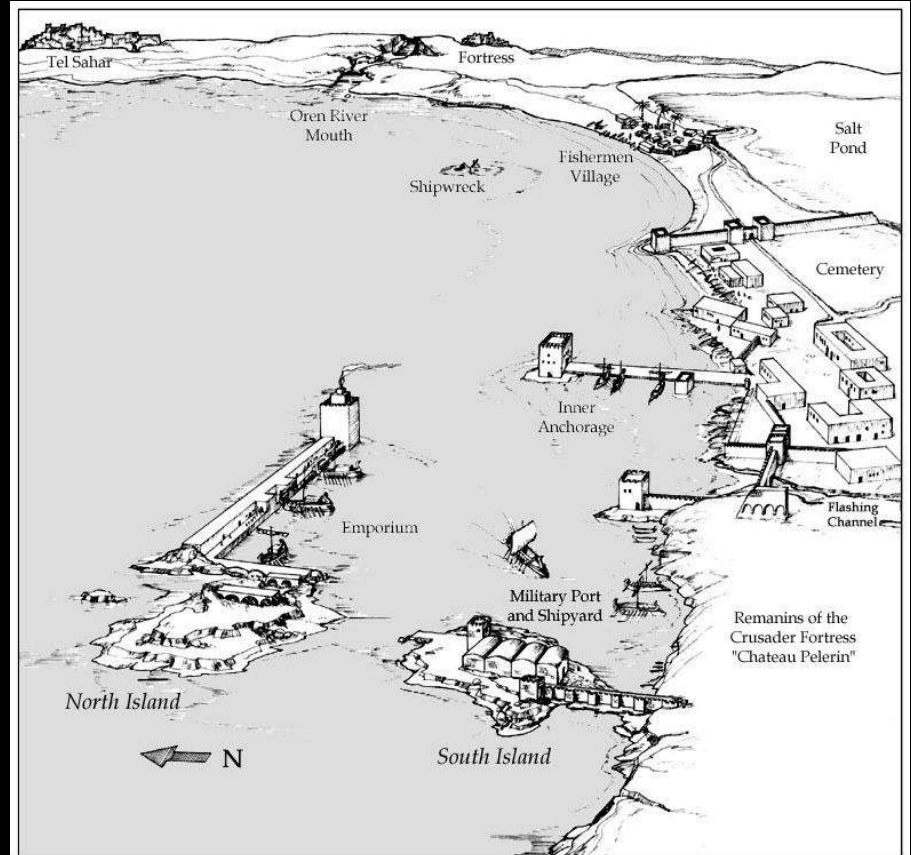 Tel Sahar
Fortress
Oren River
Mouth
Salt
Pond
Fishermen
Village
Shipwreck
Cemetery
Inner
Anchorage
Flashing
Channel
Emporium
Military Port
and Shipyard
Remanins of the
Crusader Fortress
"Chateau Pelerin"
North Island
South Island
N